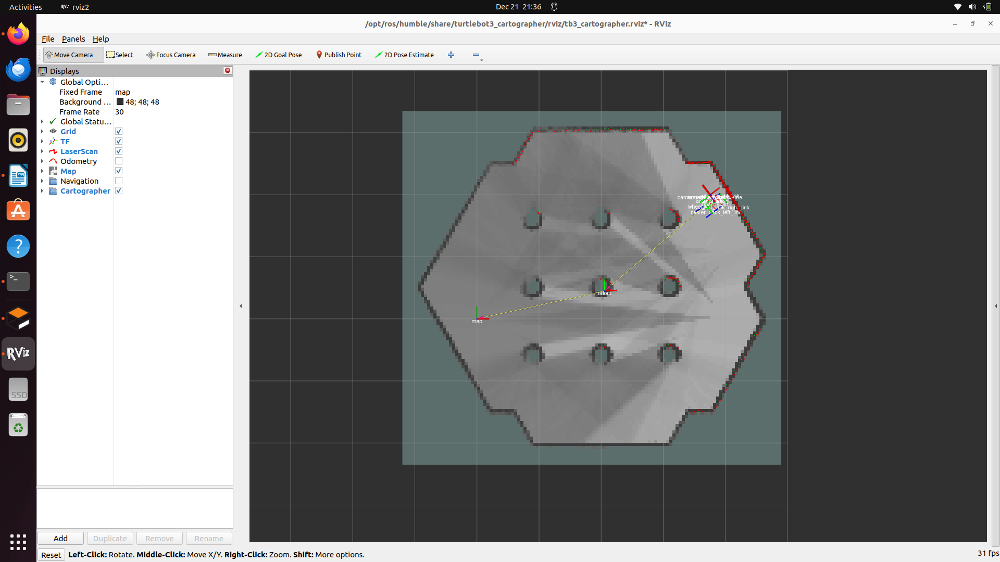 Activities
rviz2
Dec 21 21:36
/opt/ros/humble/share/turtlebot3_cartographer/rviz/tb3_cartographer.rviz* - RViz
File Panels Help
Move Camera Select Focus Camera Measure 2D Goal Pose Publish Point 2D Pose Estimate
Displays
Global Opti...
Fixed Frame map
Background ... 48; 48; 48
Frame Rate 30
Global Statu...
Grid
TF
LaserScan
Odometry
Map
Navigation
Cartographer
odom
map
RViz
SSD
Add Duplicate Remove Rename
Reset Left-Click: Rotate. Middle-Click: Move X/Y. Right-Click: Zoom. Shift: More options.
31 fps